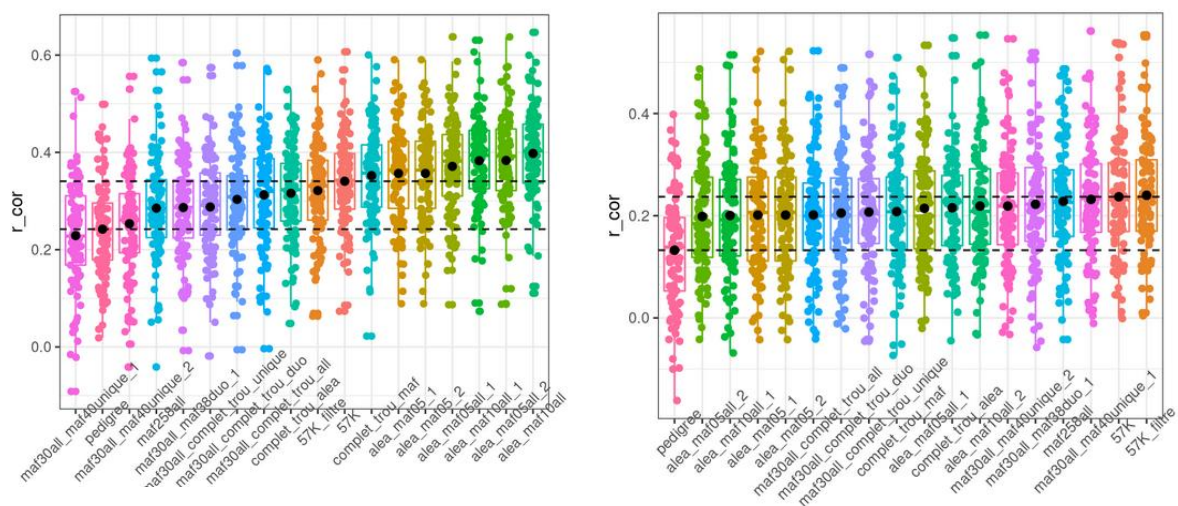 r_cor
0.6
0.4
0.2
0.0
maf30all_maf40unique_1
pedigree
maf30all_maf40unique_2
maf258all
maf30all_maf38duo_1
maf30all_complet_trou_unique
maf30all_complet_trou_duo
maf30all_complet_trou_all
complet_trou_alea
57K_filtre
57K
complet_trou_maf
alea_maf05_1
alea_maf05_2
alea_maf05all_1
alea_maf10all_1
alea_maf05all_2
alea_maf10all
r_cor
0.4
0.2
0.0
pedigree
alea_maf05all_2
alea_maf10all_1
alea_maf05_1
alea_maf05_2
maf30all_complet_trou_all
maf30all_complet_trou_duo
maf30all_complet_trou_unique
complet_trou_maf
alea_maf05all_1
complet_trou_alea
alea_maf10all_2
maf30all_maf40unique_2
maf30all_maf38duo_1
maf258all
maf30all_maf40unique_1
57K
57K_filtre